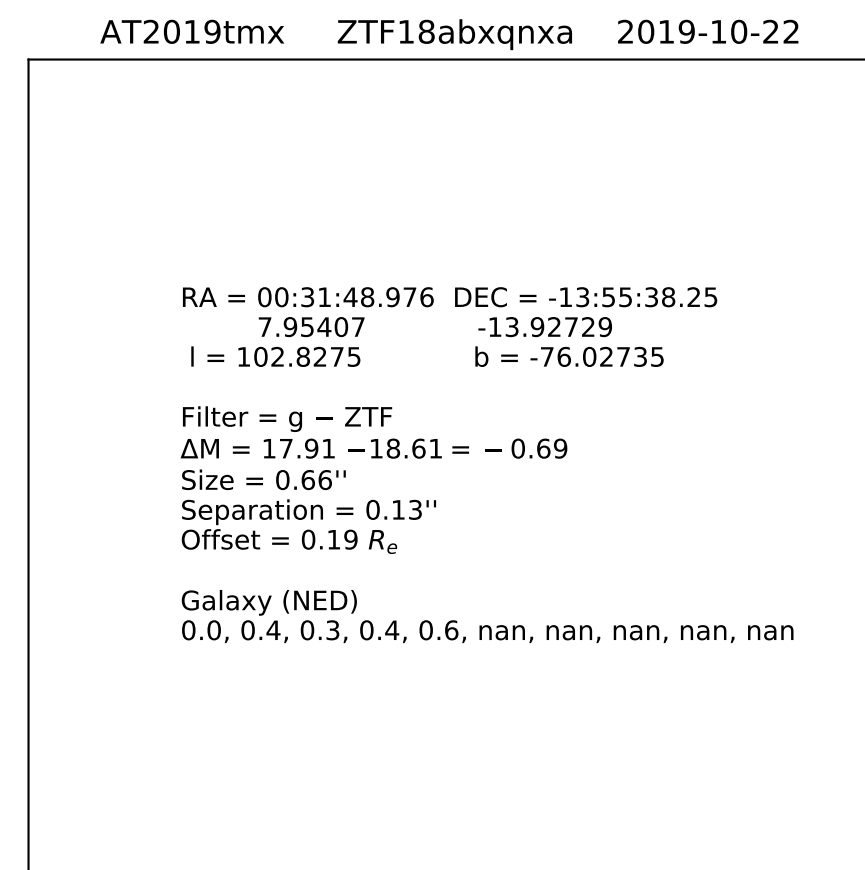 AT2019tmx ZTF18abxqnxa 2019-10-22
RA = 00:31:48.976 DEC = -13:55:38.25
7.95407 -13.92729
l = 102.8275 b = -76.02735
Filter = g − ZTF
ΔM = 17.91 −18.61 = − 0.69
Size = 0.66''
Separation = 0.13''
Offset = 0.19 Re
Galaxy (NED)
0.0, 0.4, 0.3, 0.4, 0.6, nan, nan, nan, nan, nan